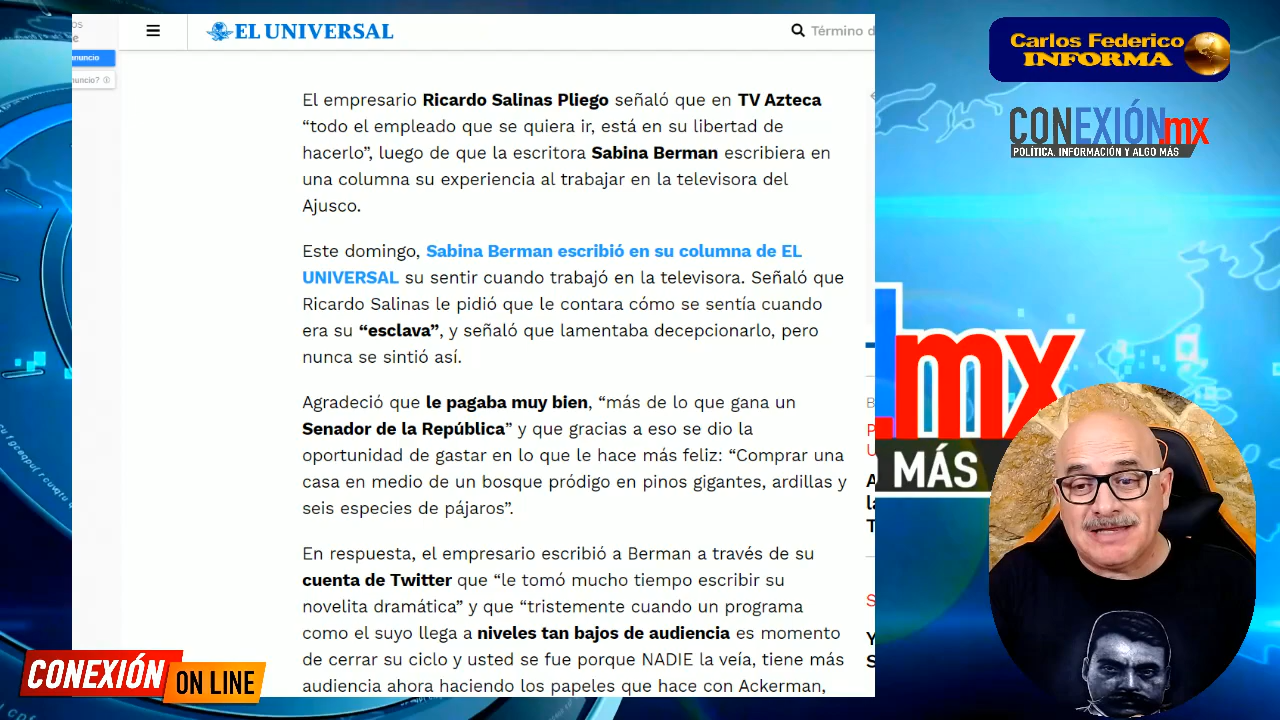 EL UNIVERSAL
Término d
nuncio
nuncio?
El empresario Ricardo Salinas Pliego señaló que en TV Azteca
“todo el empleado que se quiera ir, está en su libertad de
hacerlo”, luego de que la escritora Sabina Berman escribiera en
una columna su experiencia al trabajar en la televisora del
Ajusco.
Este domingo, Sabina Berman escribió en su columna de EL
UNIVERSAL su sentir cuando trabajó en la televisora. Señaló que
Ricardo Salinas le pidió que le contara cómo se sentía cuando
era su “esclava”, y señaló que lamentaba decepcionarlo, pero
nunca se sintió así.
Agradeció que le pagaba muy bien, “más de lo que gana un
Senador de la República” y que gracias a eso se dio la
oportunidad de gastar en lo que le hace más feliz: “Comprar una
casa en medio de un bosque pródigo en pinos gigantes, ardillas y
seis especies de pájaros”.
En respuesta, el empresario escribió a Berman a través de su
cuenta de Twitter que “le tomó mucho tiempo escribir su
novelita dramática” y que “tristemente cuando un programa
como el suyo llega a niveles tan bajos de audiencia es momento
de cerrar su ciclo y usted se fue porque NADIE la veía, tiene más
audiencia ahora haciendo los papeles que hace con Ackerman,
Carlos Federico
INFORMA
CONEXIÓN.mx
POLÍTICA, INFORMACIÓN Y ALGO MÁS
.mx
MÁS
CONEXIÓN
ON LINE